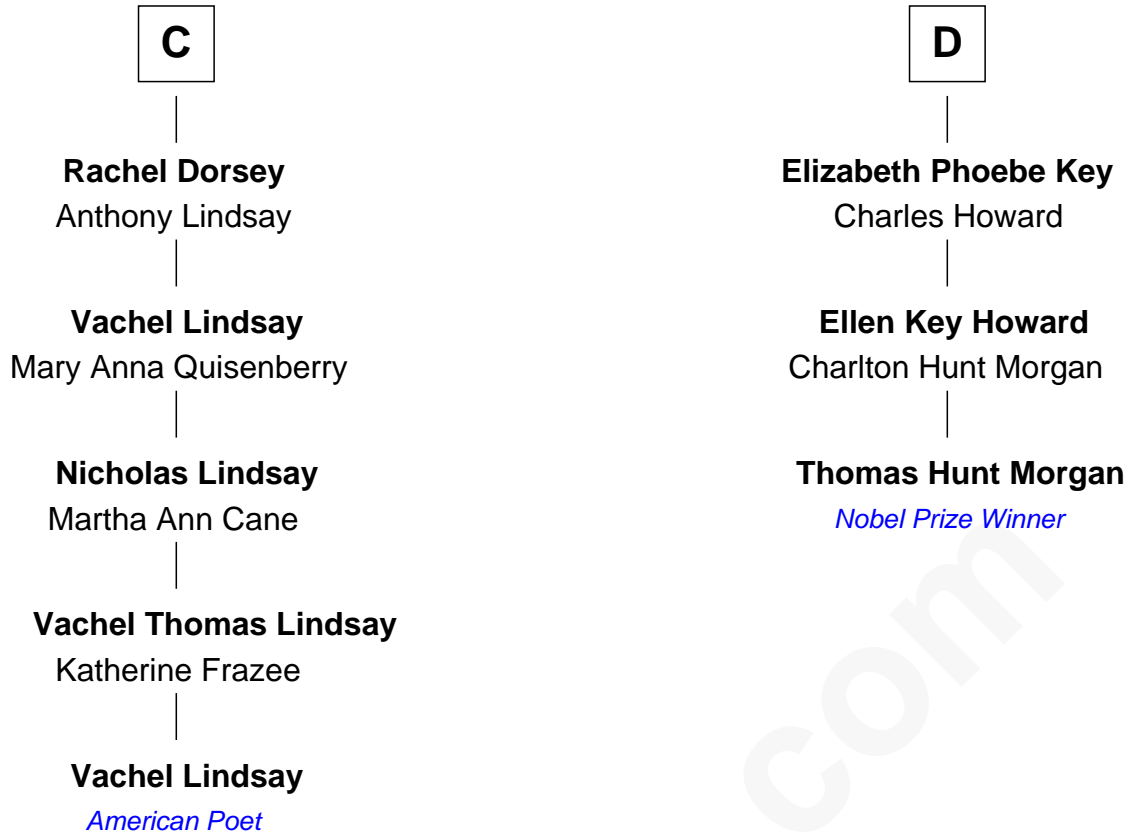 C
Rachel Dorsey
Anthony Lindsay
Vachel Lindsay
Mary Anna Quisenberry
Nicholas Lindsay
Martha Ann Cane
Vachel Thomas Lindsay
Katherine Frazee
Vachel Lindsay
American Poet
D
Elizabeth Phoebe Key
Charles Howard
Ellen Key Howard
Charlton Hunt Morgan
Thomas Hunt Morgan
Nobel Prize Winner
com